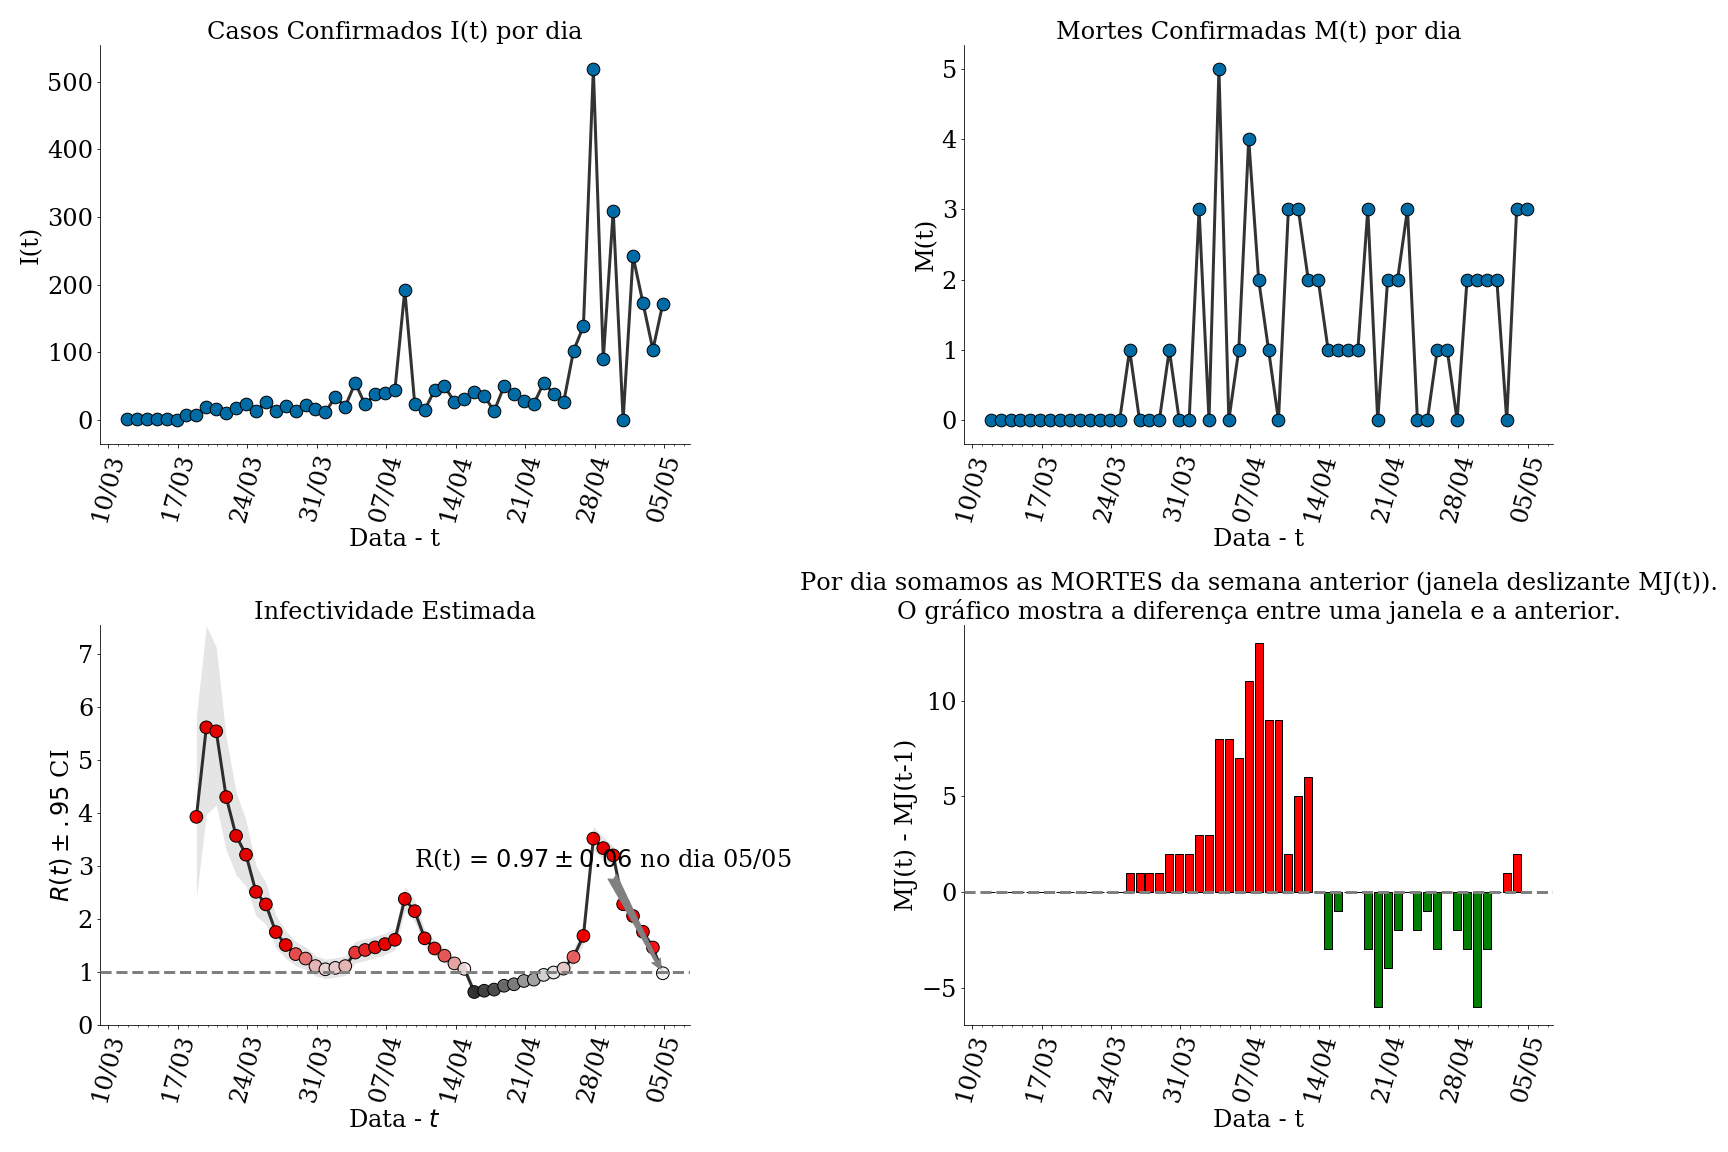 Casos Confirmados I(t) por dia
I(t)
500
400
300
200
100
0
10/03 17/03 24/03 31/03 07/04 14/04 21/04 28/04 05/05
Data - t
Mortes Confirmadas M(t) por dia
M(t)
5
4
3
2
1
0
10/03 17/03 24/03 31/03 07/04 14/04 21/04 28/04 05/05
Data - t
Infectividade Estimada
R(t) ± .95 CI
7
6
5
4
3
2
1
0
R(t) = 0.97 ± 0.06 no dia 05/05
10/03 17/03 24/03 31/03 07/04 14/04 21/04 28/04 05/05
Data - t
Por dia somamos as MORTES da semana anterior (janela deslizante MJ(t)).
O gráfico mostra a diferença entre uma janela e a anterior.
MJ(t) - MJ(t-1)
10
5
0
−5
10/03 17/03 24/03 31/03 07/04 14/04 21/04 28/04 05/05
Data - t